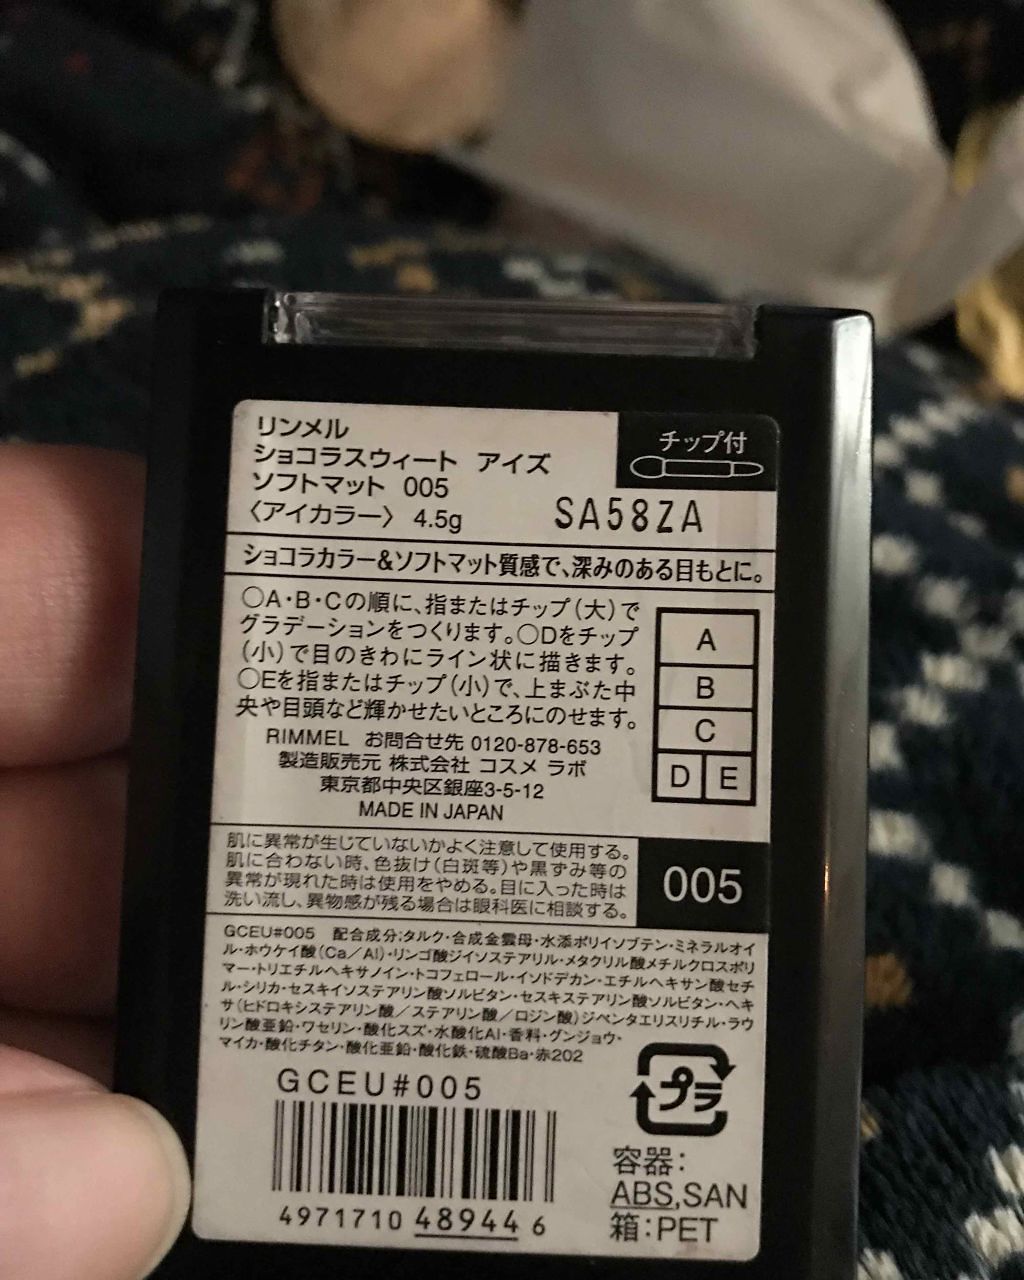 リンメル
ショコラスウィート アイズ
ソフトマット 005
〈アイカラー〉 4.5g
チップ付
SA58ZA
ショコラカラー&ソフトマット質感で、深みのある目もとに。
○A・B・Cの順に、指またはチップ(大)で
グラデーションをつくります。○Dをチップ
(小)で目のきわにライン状に描きます。
○Eを指またはチップ(小)で、上まぶた中
央や目頭など輝かせたいところにのせます。
A
B
C
D E
RIMMEL お問合せ先 0120-878-653
製造販売元 株式会社 コスメ ラボ
東京都中央区銀座3-5-12
MADE IN JAPAN
肌に異常が生じていないかよく注意して使用する。
肌に合わない時、色抜け(白斑等)や黒ずみ等の
異常が現れた時は使用をやめる。目に入った時は
洗い流し、異物感が残る場合は眼科医に相談する。
005
GCEU#005 配合成分;タルク・合成金雲母・水添ポリイソブテン・ミネラルオイ
ル・ホウケイ酸(Ca/Al)・リンゴ酸ジイソステアリル・メタクリル酸メチルクロスポリ
マー・トリエチルヘキサノイン・トコフェロール・イソドデカン・エチルヘキサン酸セチ
ル・シリカ・セスキイソステアリン酸ソルビタン・セスキステアリン酸ソルビタン・ヘキ
サ(ヒドロキシステアリン酸/ステアリン酸/ロジン酸)ジペンタエリスリチル・ラウ
リン酸亜鉛・ワセリン・酸化スズ・水酸化Al・香料・グンジョウ・
マイカ・酸化チタン・酸化亜鉛・酸化鉄・硫酸Ba・赤202
GCEU#005
4971710 489446
プラ
容器:
ABS,SAN
箱:PET